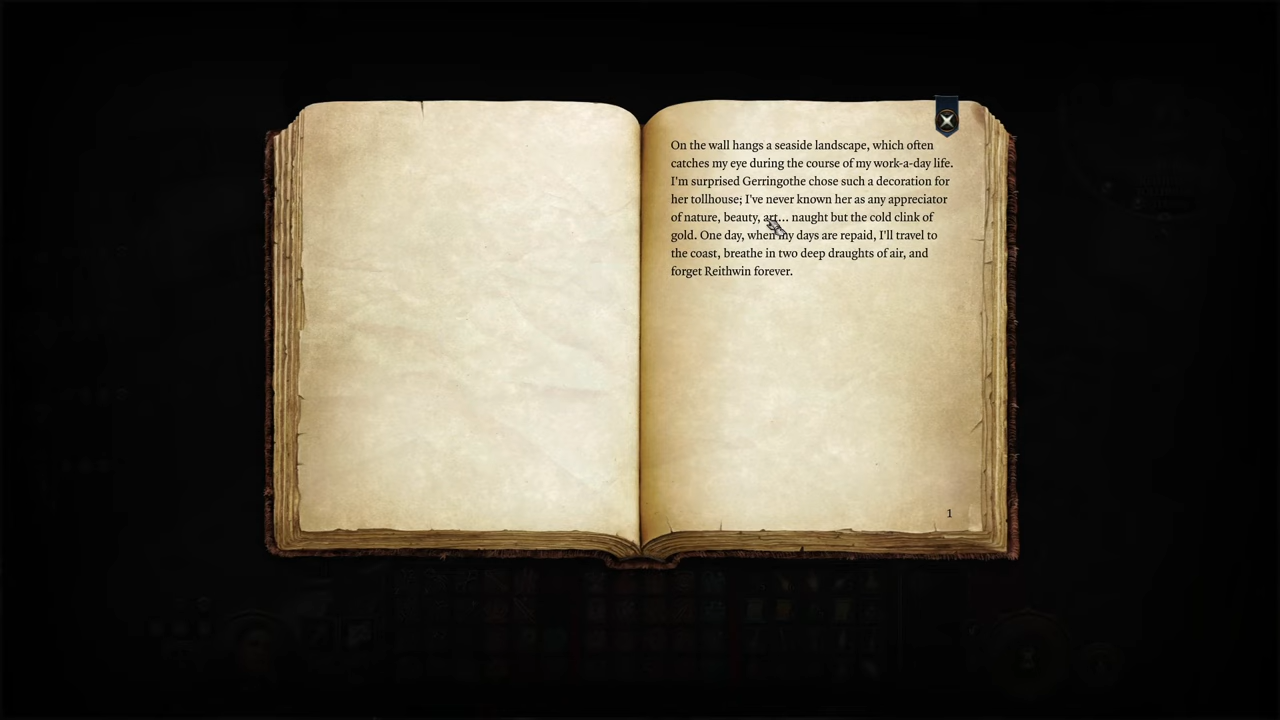 On the wall hangs a seaside landscape, which often
catches my eye during the course of my work-a-day life.
I'm surprised Gerringothe chose such a decoration for
her tollhouse; I've never known her as any appreciator
of nature, beauty, art... naught but the cold clink of
gold. One day, when my days are repaid, I'll travel to
the coast, breathe in two deep draughts of air, and
forget Reithwin forever.
1